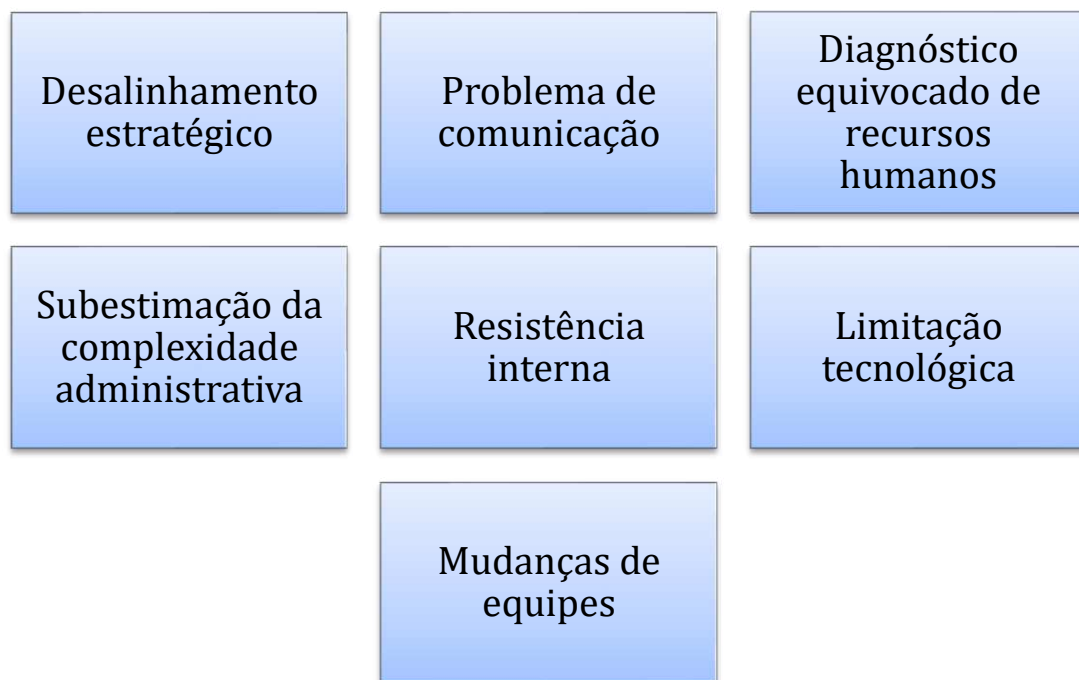 Desalinhamento
estratégico
Problema de
comunicação
Diagnóstico
equivocado de
recursos
humanos
Subestimação da
complexidade
administrativa
Resistência
interna
Limitação
tecnológica
Mudanças de
equipes